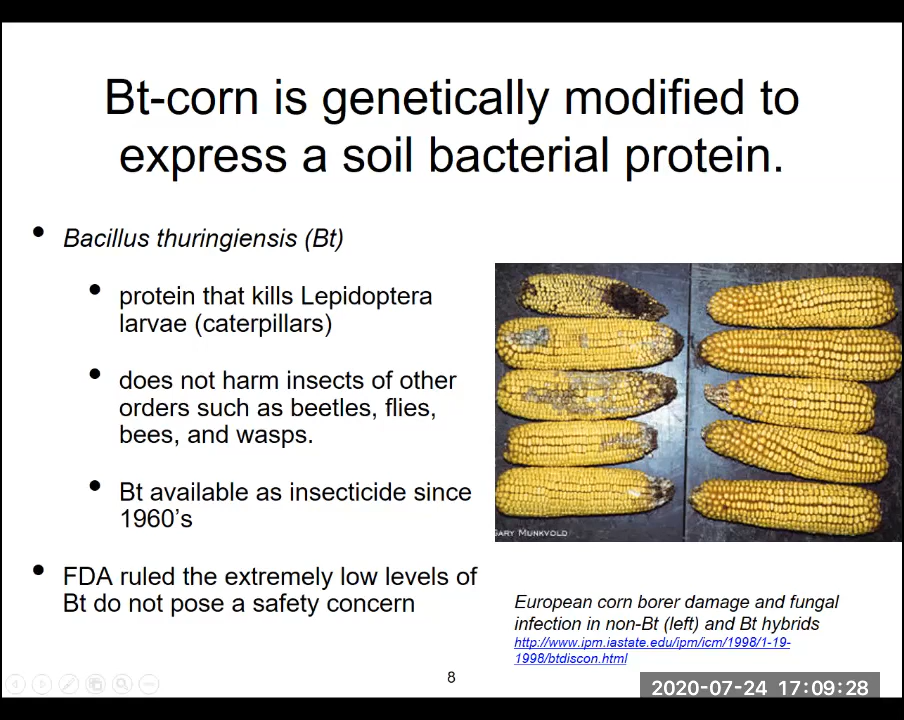 Bt-corn is genetically modified to
express a soil bacterial protein.
• Bacillus thuringiensis (Bt)
• protein that kills Lepidoptera
larvae (caterpillars)
• does not harm insects of other
orders such as beetles, flies,
bees, and wasps.
• Bt available as insecticide since
1960’s
• FDA ruled the extremely low levels of
Bt do not pose a safety concern
GARY MUNKVOLD
European corn borer damage and fungal
infection in non-Bt (left) and Bt hybrids
http://www.ipm.iastate.edu/ipm/icm/1998/1-19-
1998/btdiscon.html
8
2020-07-24 17:09:28